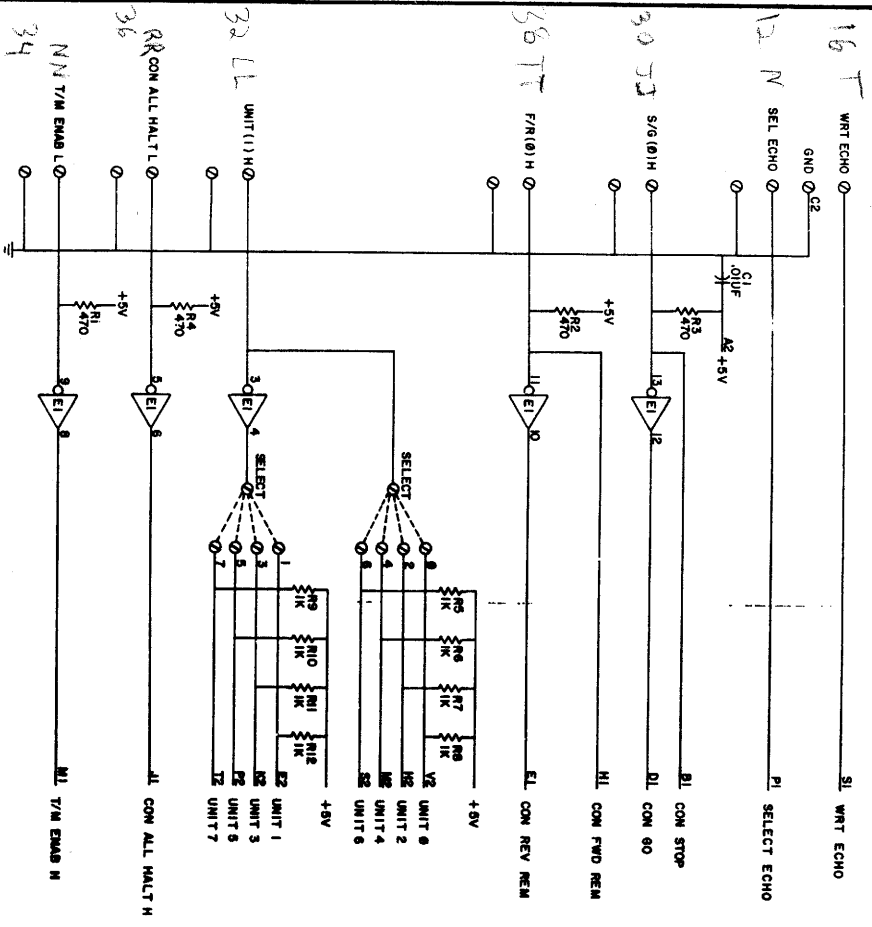 16 T
WRT ECHO
S1 WRT ECHO
GND
C2
12 N
SEL ECHO
P1 SELECT ECHO
C1
.01UF
A2
+5V
R3
470
B1 CON STOP
30 JJ
S/G (0) H
13 E1 12
D1 CON GO
+5V
R2
470
H1 CON FWD REM
38 TT
F/R (0) H
11 E1 10
E1 CON REV REM
+5V
R5
1K
R6
1K
R7
1K
R8
1K
SELECT
0
2
4
6
V2 UNIT 0
H2 UNIT 2
M2 UNIT 4
S2 UNIT 6
+5V
R9
1K
R10
1K
R11
1K
R12
1K
32 LL
UNIT (1) H
3 E1 4
SELECT
1
3
5
7
E2 UNIT 1
K2 UNIT 3
P2 UNIT 5
T2 UNIT 7
+5V
R4
470
RR
36
CON ALL HALT L
5 E1 6
J1 CON ALL HALT H
+5V
R1
470
NN
34
T/M ENAB L
9 E1 8
M1 T/M ENAB H